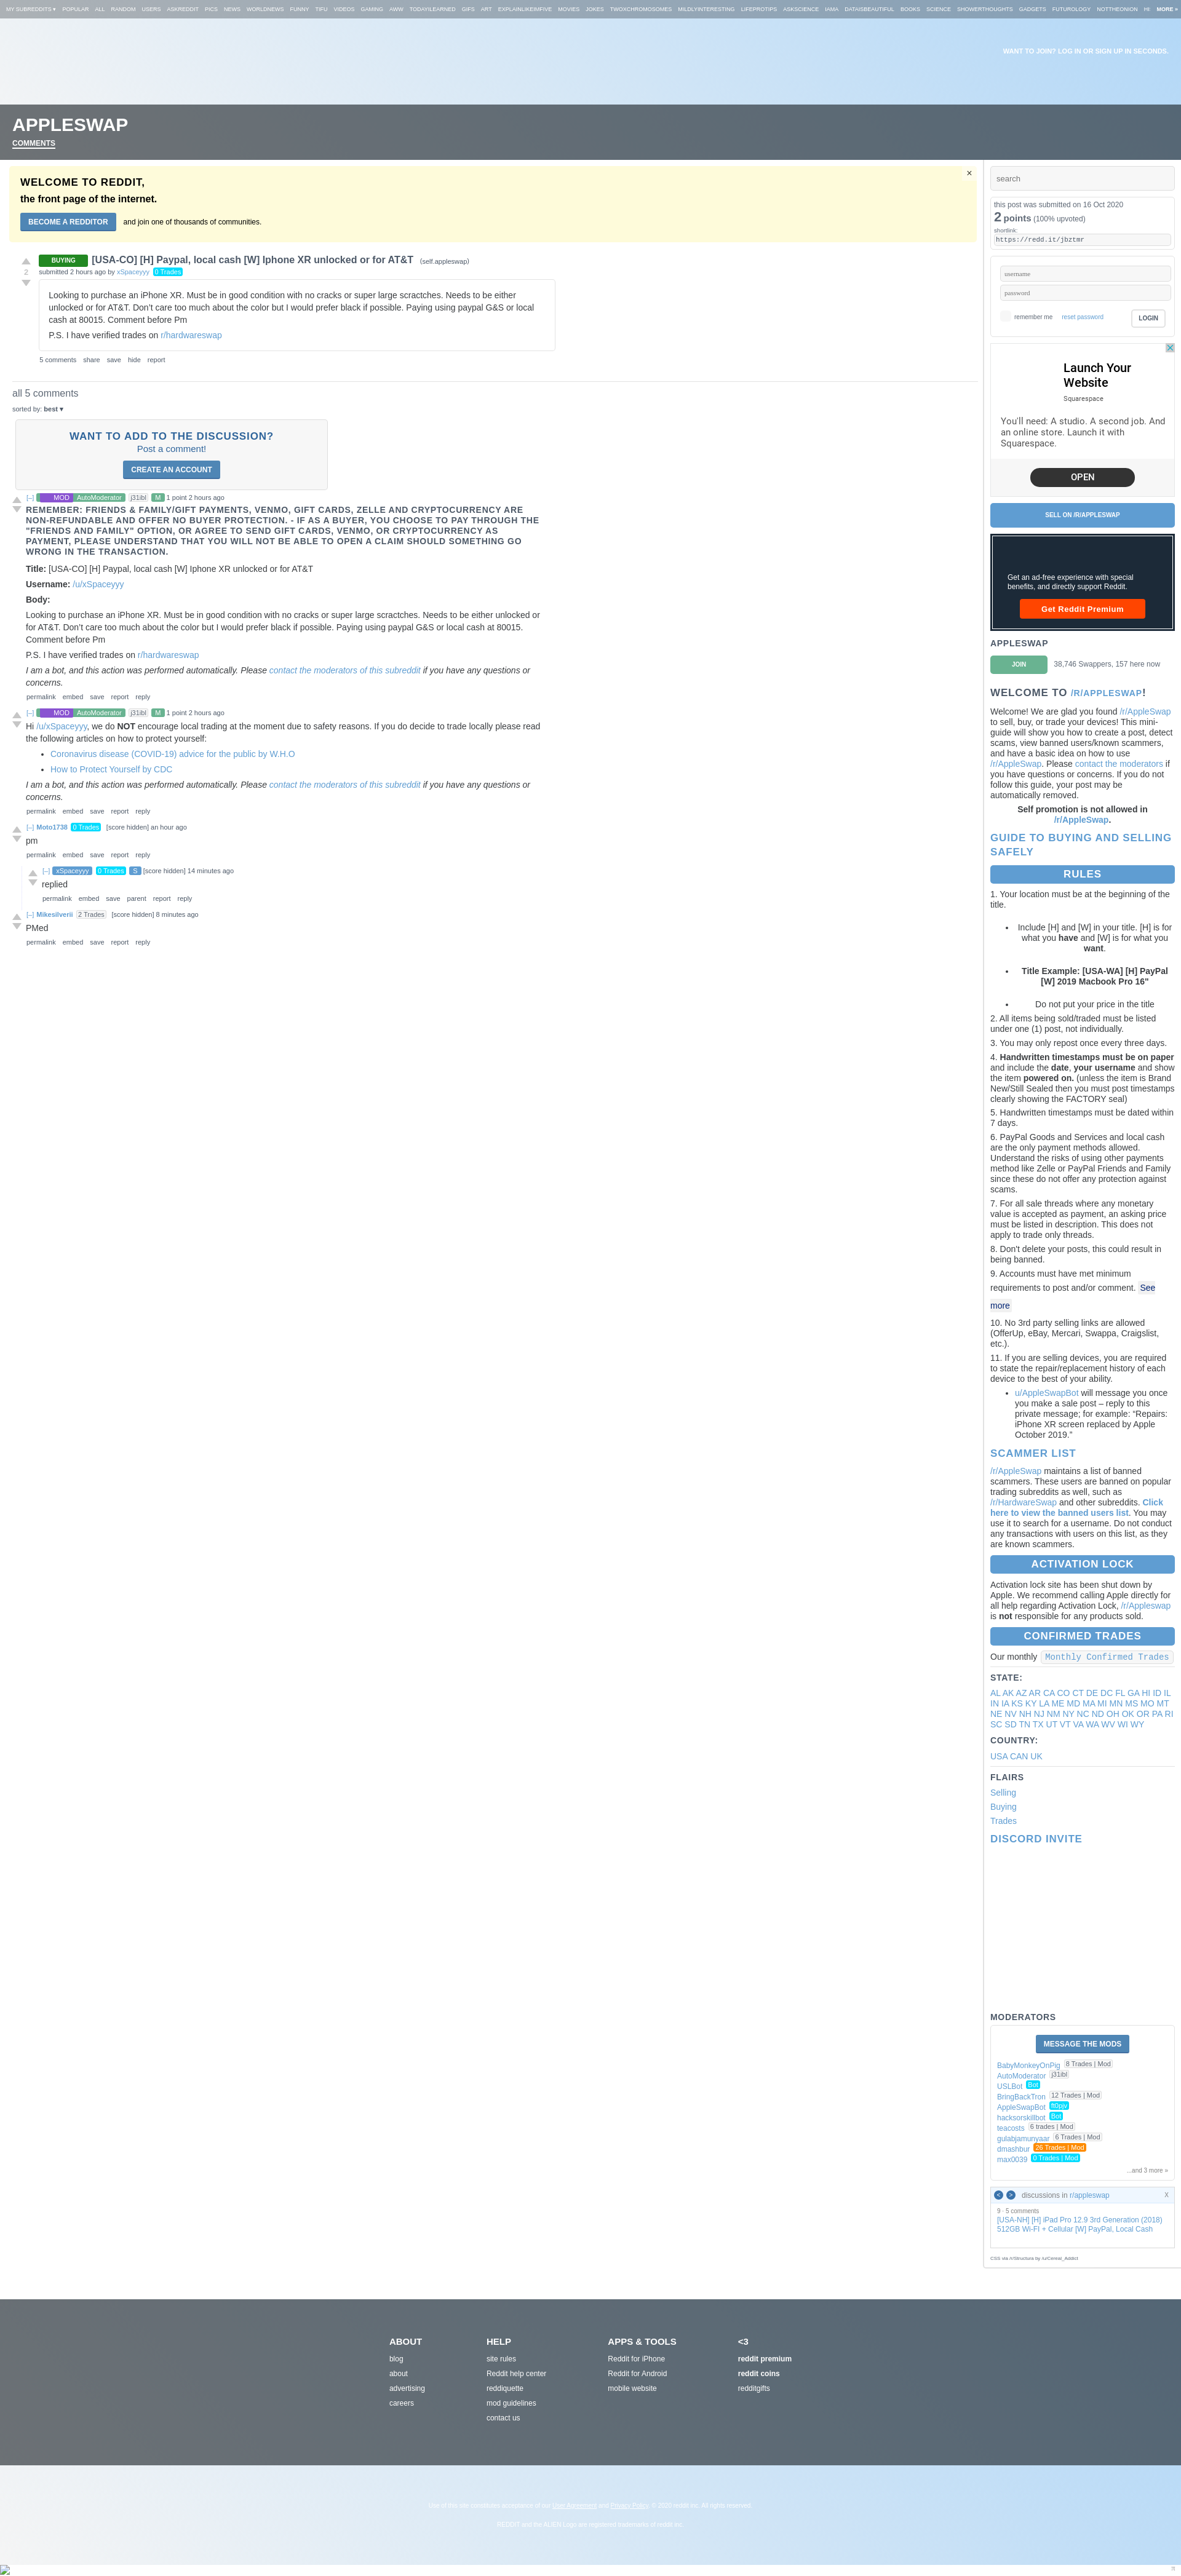 MY SUBREDDITS ▾ POPULAR ALL RANDOM USERS ASKREDDIT PICS NEWS WORLDNEWS FUNNY TIFU VIDEOS GAMING AWW TODAYILEARNED GIFS ART EXPLAINLIKEIMFIVE MOVIES JOKES TWOXCHROMOSOMES MILDLYINTERESTING LIFEPROTIPS ASKSCIENCE IAMA DATAISBEAUTIFUL BOOKS SCIENCE SHOWERTHOUGHTS GADGETS FUTUROLOGY NOTTHEONION HI MORE »
WANT TO JOIN? LOG IN OR SIGN UP IN SECONDS.
APPLESWAP
COMMENTS
WELCOME TO REDDIT,
the front page of the internet.
BECOME A REDDITOR and join one of thousands of communities.
×
2
BUYING [USA-CO] [H] Paypal, local cash [W] Iphone XR unlocked or for AT&T (self.appleswap)
submitted 2 hours ago by xSpaceyyy 0 Trades
Looking to purchase an iPhone XR. Must be in good condition with no cracks or super large scractches. Needs to be either
unlocked or for AT&T. Don't care too much about the color but I would prefer black if possible. Paying using paypal G&S or local
cash at 80015. Comment before Pm
P.S. I have verified trades on r/hardwareswap
5 comments share save hide report
all 5 comments
sorted by: best ▾
WANT TO ADD TO THE DISCUSSION?
Post a comment!
CREATE AN ACCOUNT
[–] MOD AutoModerator j31ibl M 1 point 2 hours ago
REMEMBER: FRIENDS & FAMILY/GIFT PAYMENTS, VENMO, GIFT CARDS, ZELLE AND CRYPTOCURRENCY ARE
NON-REFUNDABLE AND OFFER NO BUYER PROTECTION. - IF AS A BUYER, YOU CHOOSE TO PAY THROUGH THE
"FRIENDS AND FAMILY" OPTION, OR AGREE TO SEND GIFT CARDS, VENMO, OR CRYPTOCURRENCY AS
PAYMENT, PLEASE UNDERSTAND THAT YOU WILL NOT BE ABLE TO OPEN A CLAIM SHOULD SOMETHING GO
WRONG IN THE TRANSACTION.
Title: [USA-CO] [H] Paypal, local cash [W] Iphone XR unlocked or for AT&T
Username: /u/xSpaceyyy
Body:
Looking to purchase an iPhone XR. Must be in good condition with no cracks or super large scractches. Needs to be either unlocked
or for AT&T. Don't care too much about the color but I would prefer black if possible. Paying using paypal G&S or local cash at 80015.
Comment before Pm
P.S. I have verified trades on r/hardwareswap
I am a bot, and this action was performed automatically. Please contact the moderators of this subreddit if you have any questions or
concerns.
permalink embed save report reply
[–] MOD AutoModerator j31ibl M 1 point 2 hours ago
Hi /u/xSpaceyyy, we do NOT encourage local trading at the moment due to safety reasons. If you do decide to trade locally please read
the following articles on how to protect yourself:
• Coronavirus disease (COVID-19) advice for the public by W.H.O
• How to Protect Yourself by CDC
I am a bot, and this action was performed automatically. Please contact the moderators of this subreddit if you have any questions or
concerns.
permalink embed save report reply
[–] Moto1738 0 Trades [score hidden] an hour ago
pm
permalink embed save report reply
[–] xSpaceyyy 0 Trades S [score hidden] 14 minutes ago
replied
permalink embed save parent report reply
[–] Mikesilverii 2 Trades [score hidden] 8 minutes ago
PMed
permalink embed save report reply
search
this post was submitted on 16 Oct 2020
2 points (100% upvoted)
shortlink:
https://redd.it/jbztmr
username
password
remember me reset password LOGIN
Launch Your
Website
Squarespace
You'll need: A studio. A second job. And
an online store. Launch it with
Squarespace.
OPEN
SELL ON /R/APPLESWAP
Get an ad-free experience with special
benefits, and directly support Reddit.
Get Reddit Premium
APPLESWAP
JOIN 38,746 Swappers, 157 here now
WELCOME TO /R/APPLESWAP!
Welcome! We are glad you found /r/AppleSwap
to sell, buy, or trade your devices! This mini-
guide will show you how to create a post, detect
scams, view banned users/known scammers,
and have a basic idea on how to use
/r/AppleSwap. Please contact the moderators if
you have questions or concerns. If you do not
follow this guide, your post may be
automatically removed.
Self promotion is not allowed in
/r/AppleSwap.
GUIDE TO BUYING AND SELLING
SAFELY
RULES
1. Your location must be at the beginning of the
title.
• Include [H] and [W] in your title. [H] is for
what you have and [W] is for what you
want.
• Title Example: [USA-WA] [H] PayPal
[W] 2019 Macbook Pro 16"
• Do not put your price in the title
2. All items being sold/traded must be listed
under one (1) post, not individually.
3. You may only repost once every three days.
4. Handwritten timestamps must be on paper
and include the date, your username and show
the item powered on. (unless the item is Brand
New/Still Sealed then you must post timestamps
clearly showing the FACTORY seal)
5. Handwritten timestamps must be dated within
7 days.
6. PayPal Goods and Services and local cash
are the only payment methods allowed.
Understand the risks of using other payments
method like Zelle or PayPal Friends and Family
since these do not offer any protection against
scams.
7. For all sale threads where any monetary
value is accepted as payment, an asking price
must be listed in description. This does not
apply to trade only threads.
8. Don't delete your posts, this could result in
being banned.
9. Accounts must have met minimum
requirements to post and/or comment. See
more
10. No 3rd party selling links are allowed
(OfferUp, eBay, Mercari, Swappa, Craigslist,
etc.).
11. If you are selling devices, you are required
to state the repair/replacement history of each
device to the best of your ability.
• u/AppleSwapBot will message you once
you make a sale post – reply to this
private message; for example: "Repairs:
iPhone XR screen replaced by Apple
October 2019."
SCAMMER LIST
/r/AppleSwap maintains a list of banned
scammers. These users are banned on popular
trading subreddits as well, such as
/r/HardwareSwap and other subreddits. Click
here to view the banned users list. You may
use it to search for a username. Do not conduct
any transactions with users on this list, as they
are known scammers.
ACTIVATION LOCK
Activation lock site has been shut down by
Apple. We recommend calling Apple directly for
all help regarding Activation Lock, /r/Appleswap
is not responsible for any products sold.
CONFIRMED TRADES
Our monthly Monthly Confirmed Trades
STATE:
AL AK AZ AR CA CO CT DE DC FL GA HI ID IL
IN IA KS KY LA ME MD MA MI MN MS MO MT
NE NV NH NJ NM NY NC ND OH OK OR PA RI
SC SD TN TX UT VT VA WA WV WI WY
COUNTRY:
USA CAN UK
FLAIRS
Selling
Buying
Trades
DISCORD INVITE
MODERATORS
MESSAGE THE MODS
BabyMonkeyOnPig 8 Trades | Mod
AutoModerator j31ibl
USLBot Bot
BringBackTron 12 Trades | Mod
AppleSwapBot ft0pjv
hacksorskillbot Bot
teacosts 6 trades | Mod
gulabjamunyaar 6 Trades | Mod
dmashbur 26 Trades | Mod
max0039 0 Trades | Mod
...and 3 more »
< > discussions in r/appleswap X
9 · 5 comments
[USA-NH] [H] iPad Pro 12.9 3rd Generation (2018)
512GB Wi-FI + Cellular [W] PayPal, Local Cash
CSS via /r/Structura by /u/Cereal_Addict
ABOUT
blog
about
advertising
careers
HELP
site rules
Reddit help center
reddiquette
mod guidelines
contact us
APPS & TOOLS
Reddit for iPhone
Reddit for Android
mobile website
<3
reddit premium
reddit coins
redditgifts
Use of this site constitutes acceptance of our User Agreement and Privacy Policy. © 2020 reddit inc. All rights reserved.
REDDIT and the ALIEN Logo are registered trademarks of reddit inc.
π